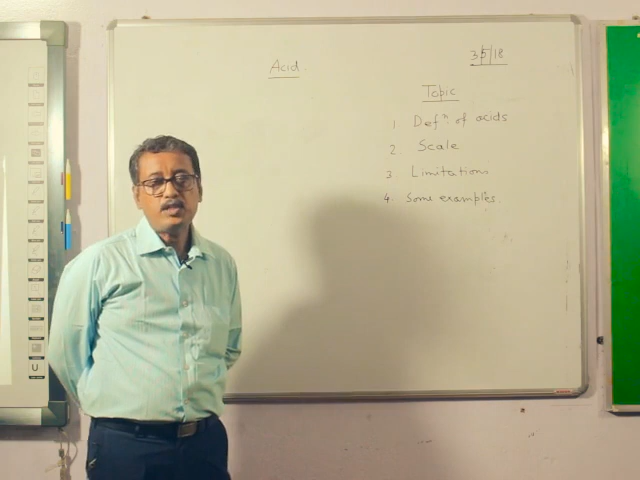 Acid
3/5/18
Topic
1 Defⁿ. of acids
2. Scale
3 Limitations
4. Some examples.
U